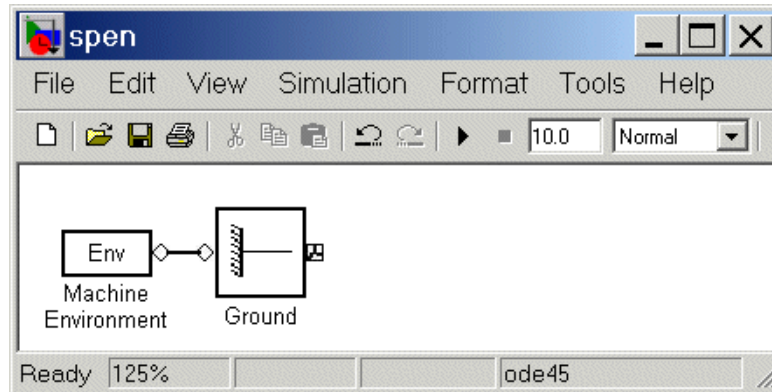 spen
File Edit View Simulation Format Tools Help
10.0 Normal
Env
Machine
Environment
Ground
Ready 125% ode45